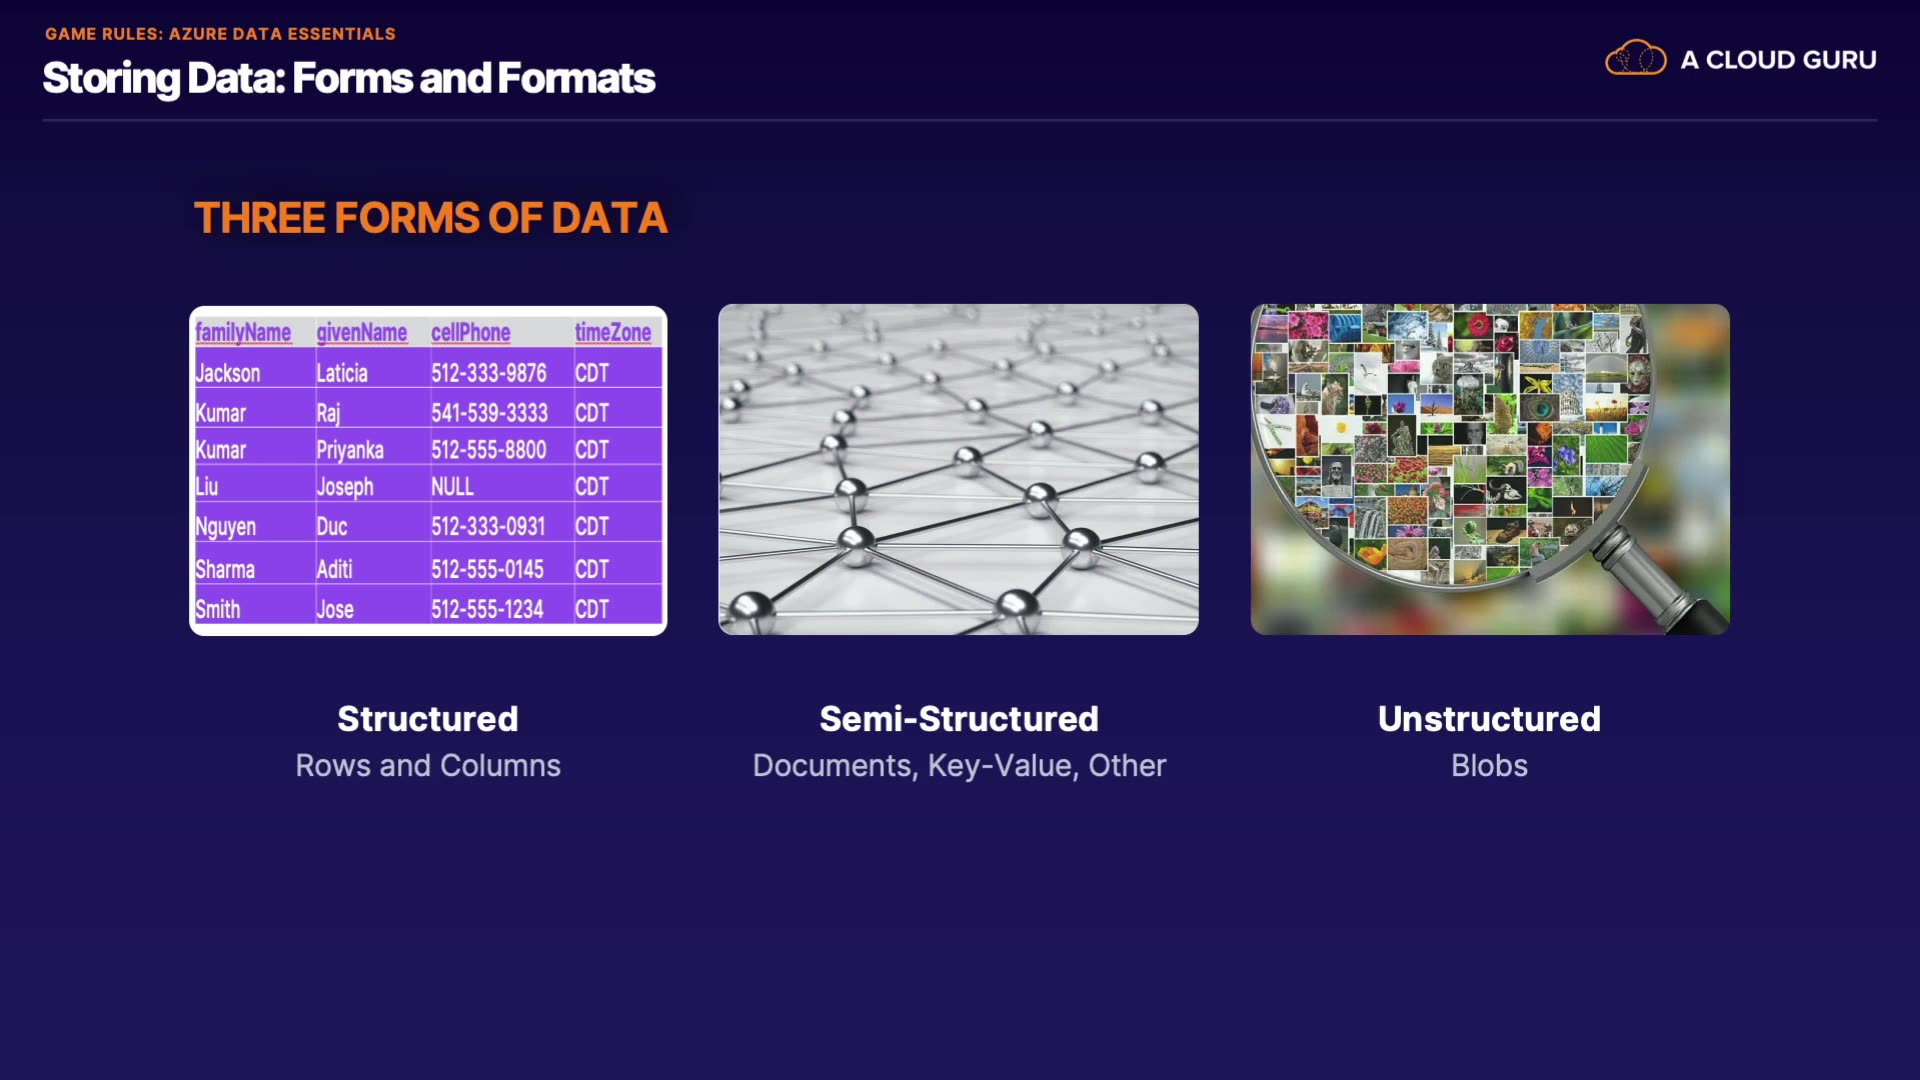 GAME RULES: AZURE DATA ESSENTIALS
Storing Data: Forms and Formats
A CLOUD GURU
THREE FORMS OF DATA
familyName givenName cellPhone timeZone
Jackson Laticia 512-333-9876 CDT
Kumar Raj 541-539-3333 CDT
Kumar Priyanka 512-555-8800 CDT
Liu Joseph NULL CDT
Nguyen Duc 512-333-0931 CDT
Sharma Aditi 512-555-0145 CDT
Smith Jose 512-555-1234 CDT
Structured
Rows and Columns
Semi-Structured
Documents, Key-Value, Other
Unstructured
Blobs